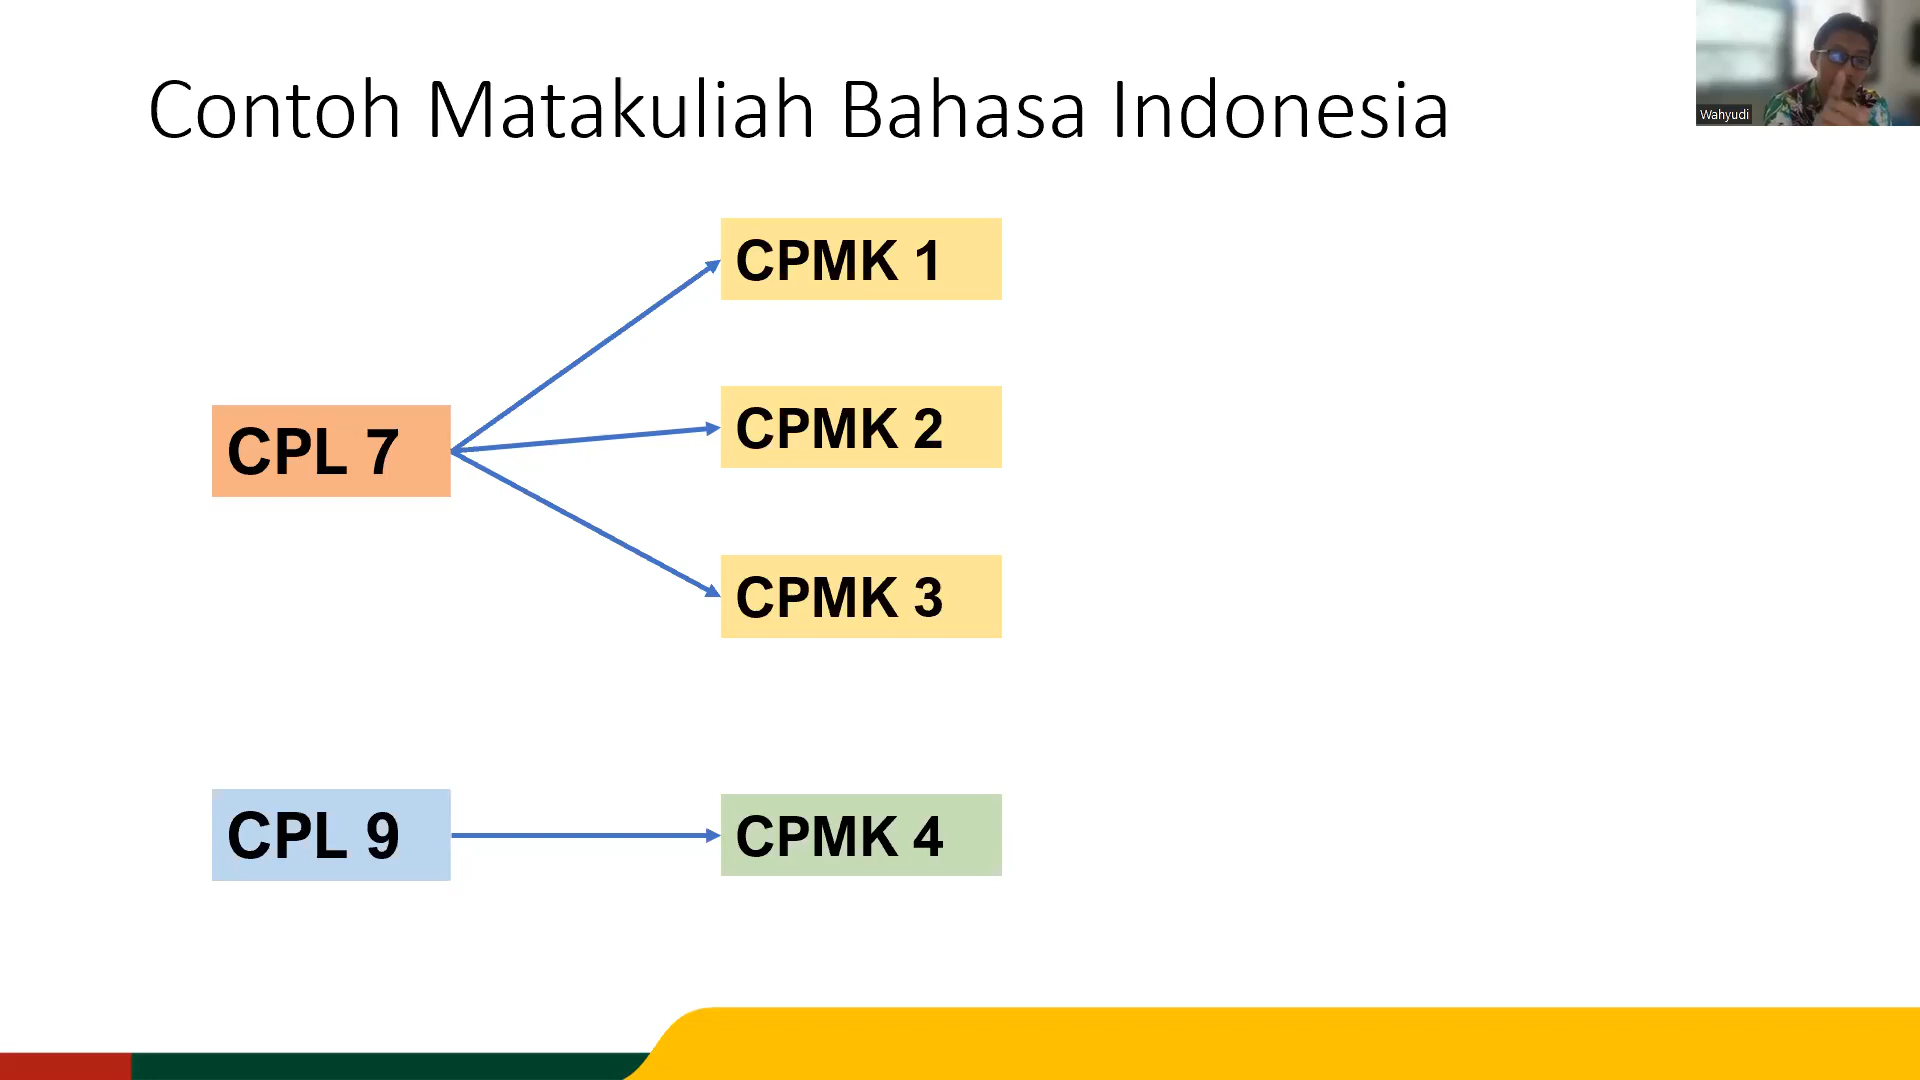 Contoh Matakuliah Bahasa Indonesia
Wahyudi
CPMK 1
CPMK 2
CPL 7
CPMK 3
CPL 9
CPMK 4